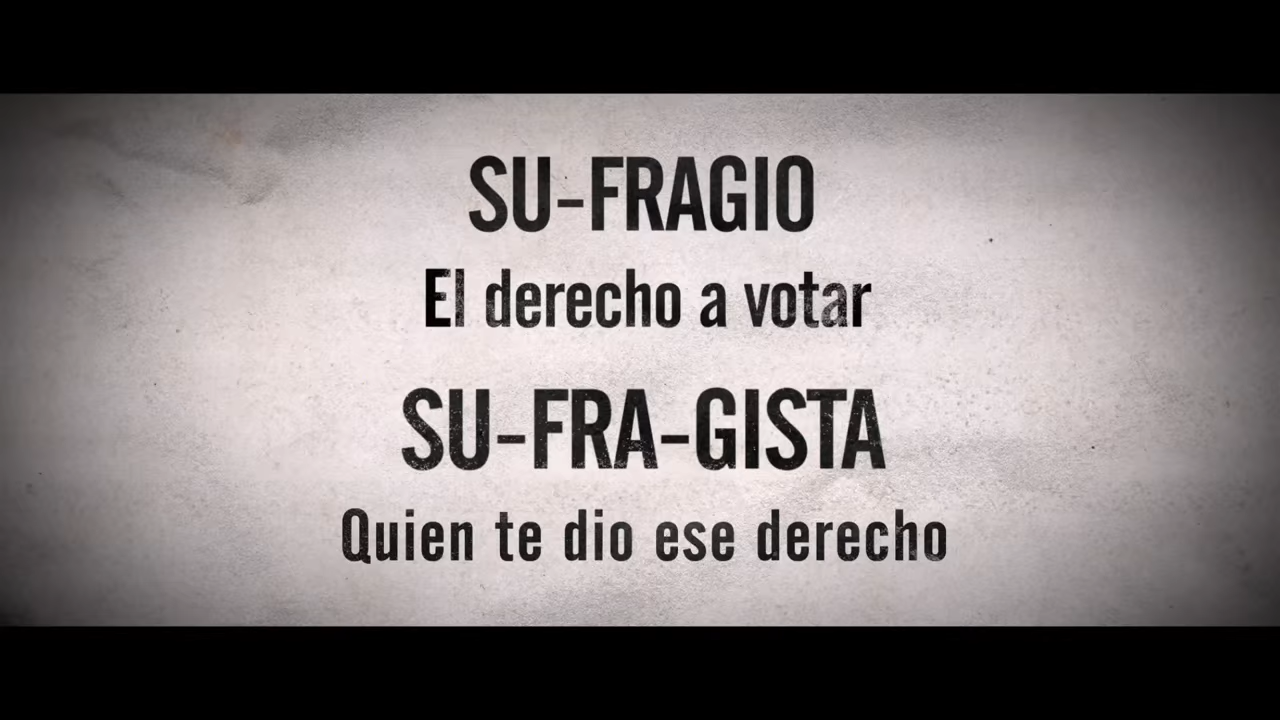 SU-FRAGIO
El derecho a votar
SU-FRA-GISTA
Quien te dio ese derecho